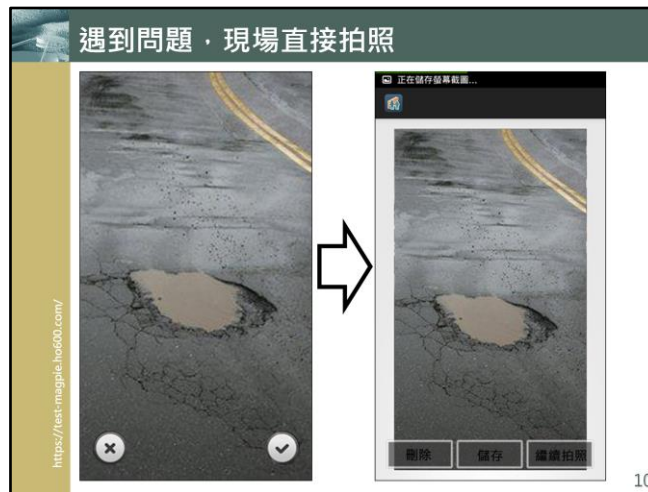 遇到問題，現場直接拍照
正在儲存螢幕截圖...
刪除
儲存
繼續拍照
https://test-magpie.ho600.com/
10